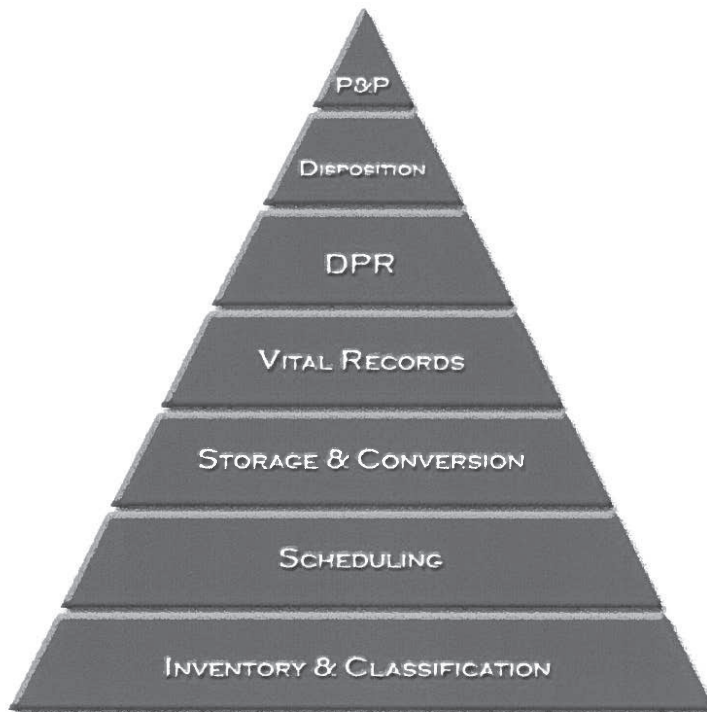 P&P
DISPOSITION
DPR
VITAL RECORDS
STORAGE & CONVERSION
SCHEDULING
INVENTORY & CLASSIFICATION